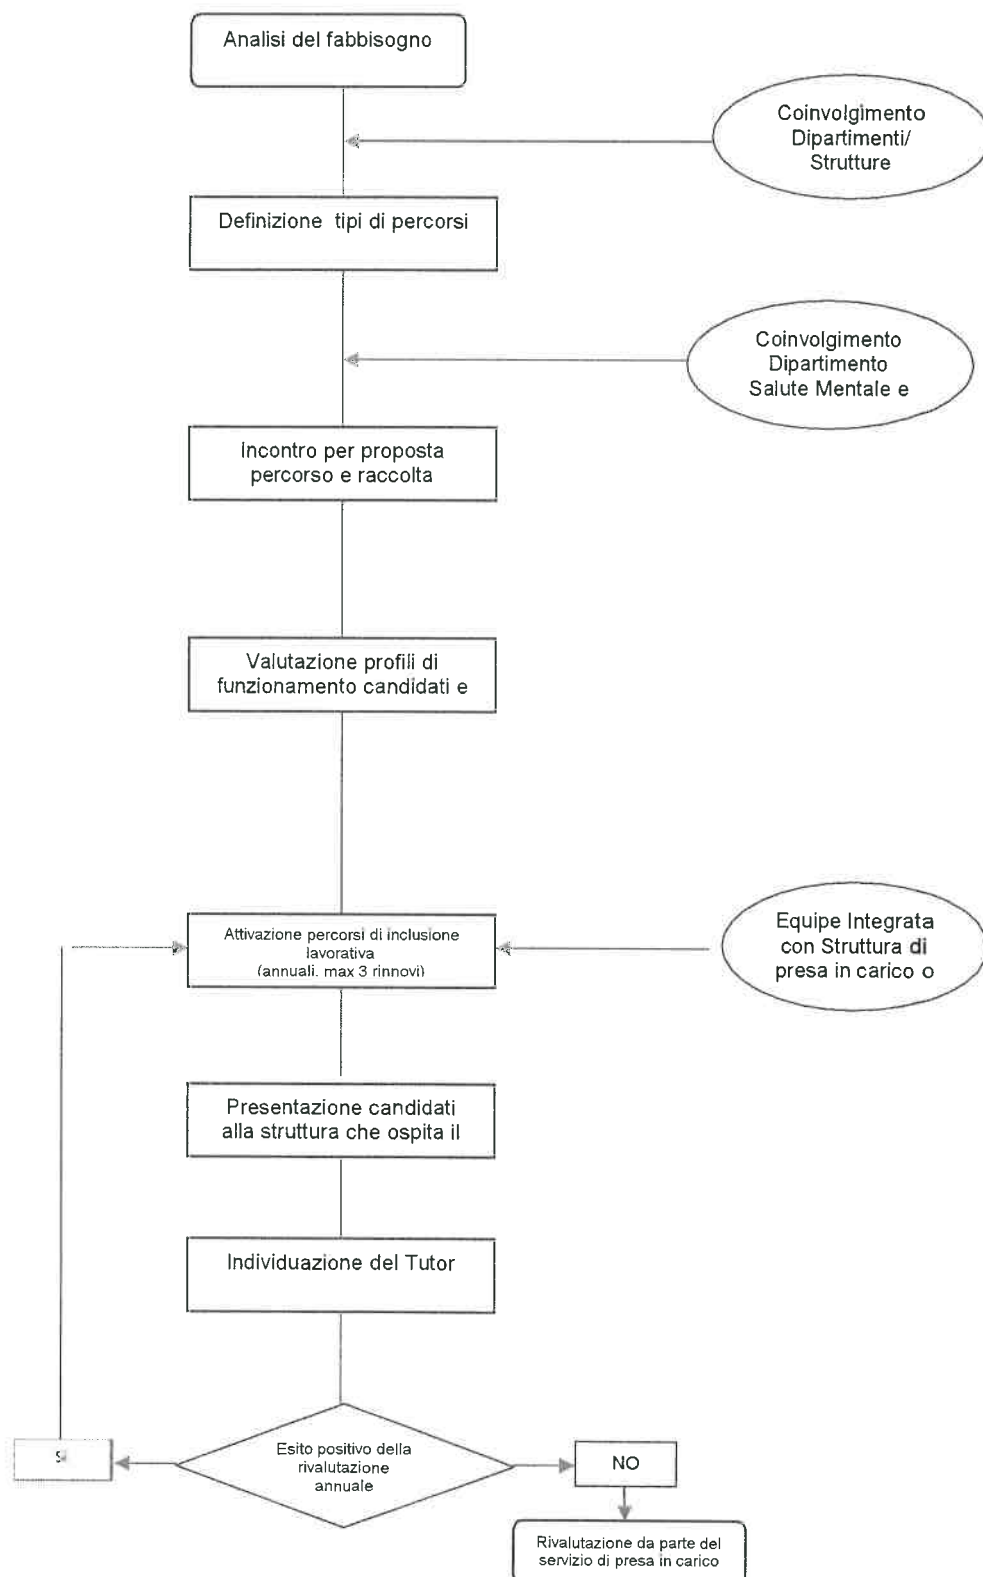 Analisi del fabbisogno
Coinvolgimento
Dipartimenti/
Strutture
Definizione tipi di percorsi
Coinvolgimento
Dipartimento
Salute Mentale e
Incontro per proposta
percorso e raccolta
Valutazione profili di
funzionamento candidati e
Attivazione percorsi di inclusione
lavorativa
(annuali. max 3 rinnovi)
Equipe Integrata
con Struttura di
presa in carico o
Presentazione candidati
alla struttura che ospita il
Individuazione del Tutor
Esito positivo della
rivalutazione
annuale
NO
Rivalutazione da parte del
servizio di presa in carico